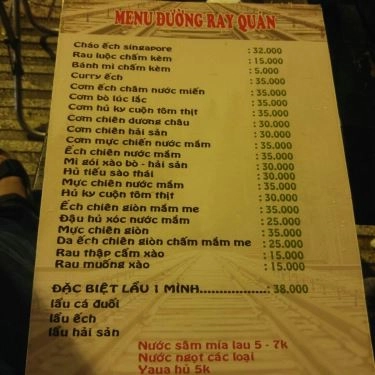 MENU ĐƯỜNG RAY QUÁN
Cháo ếch singapore : 32.000
Rau luộc chấm kèm : 15.000
Bánh mì chấm kèm : 5.000
Curry ếch : 35.000
Cơm ếch chấm nước miến : 35.000
Cơm bò lúc lắc : 35.000
Cơm hủ ky cuộn tôm thịt : 35.000
Cơm chiên dương châu : 30.000
Cơm chiên hải sản : 30.000
Cơm mực chiến nước mắm : 35.000
Ếch chiên nước mắm : 35.000
Mì gói xào bò - hải sản : 30.000
Hủ tiếu sào thái : 30.000
Mực chiên nước mắm : 35.000
Hủ ky cuộn tôm thịt : 30.000
Ếch chiên giòn mắm me : 35.000
Đậu hủ xóc nước mắm : 25.000
Mực chiên giòn : 35.000
Da ếch chiên giòn chấm mắm me : 25.000
Rau thập cẩm xào : 15.000
Rau muống xào : 15.000
ĐẶC BIỆT LẨU 1 MÌNH..................: 38.000
lẩu cá đuối
lẩu ếch
lẩu hải sản
Nước sâm mía lau 5 - 7k
Nước ngọt các loại
Yaua hủ 5k